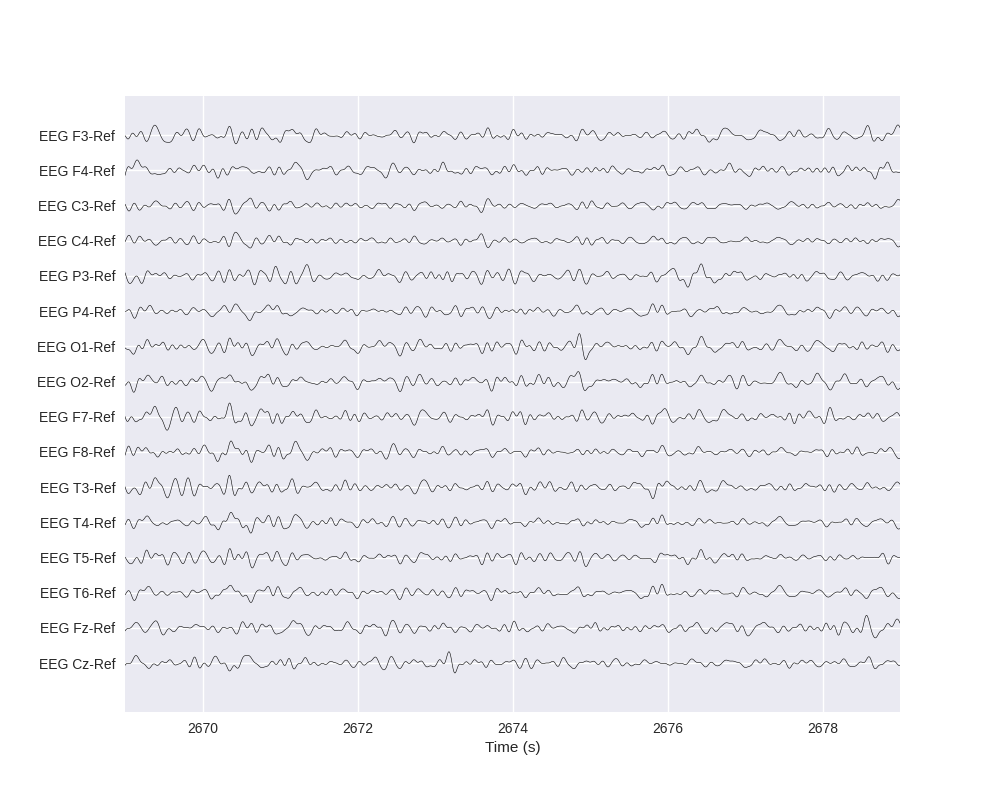 EEG F3-Ref
EEG F4-Ref
EEG C3-Ref
EEG C4-Ref
EEG P3-Ref
EEG P4-Ref
EEG O1-Ref
EEG O2-Ref
EEG F7-Ref
EEG F8-Ref
EEG T3-Ref
EEG T4-Ref
EEG T5-Ref
EEG T6-Ref
EEG Fz-Ref
EEG Cz-Ref
2670 2672 2674 2676 2678
Time (s)